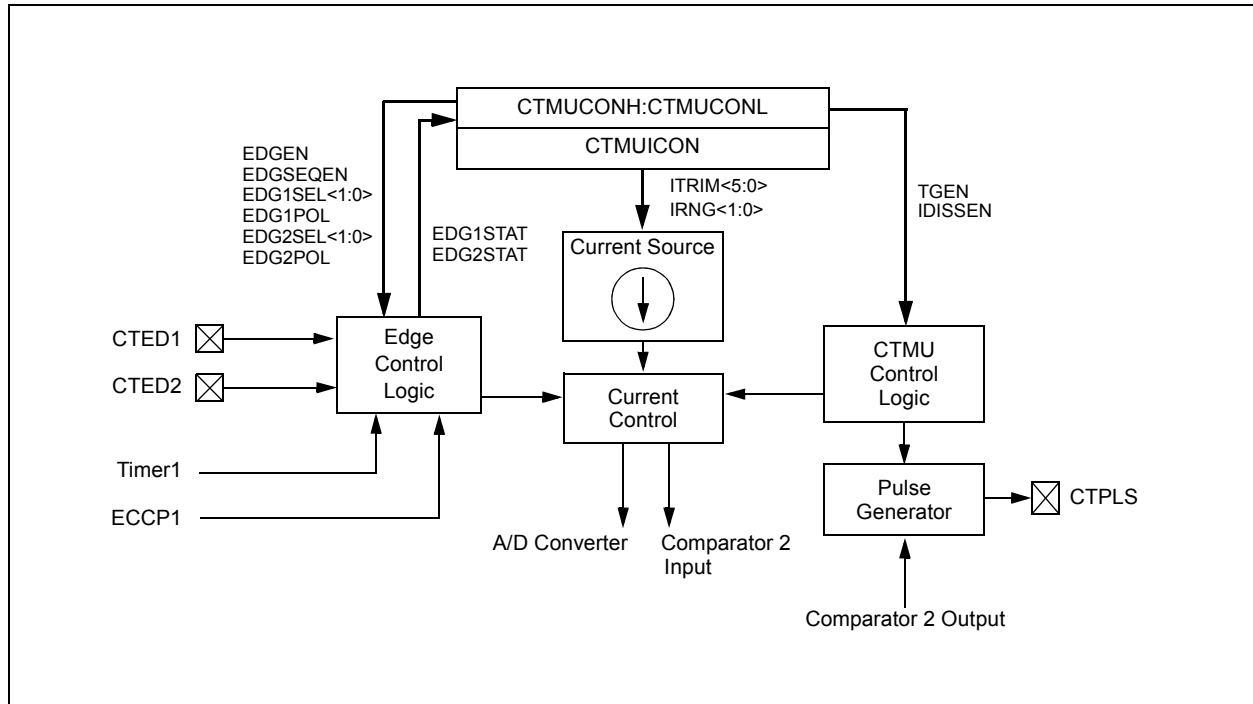 CTMUCONH:CTMUCONL
CTMUICON
EDGEN
EDGSEQEN
EDG1SEL<1:0>
EDG1POL
EDG2SEL<1:0>
EDG2POL
EDG1STAT
EDG2STAT
ITRIM<5:0>
IRNG<1:0>
TGEN
IDISSEN
Current Source
CTED1
CTED2
Edge
Control
Logic
CTMU
Control
Logic
Current
Control
Timer1
ECCP1
Pulse
Generator
CTPLS
A/D Converter
Comparator 2
Input
Comparator 2 Output